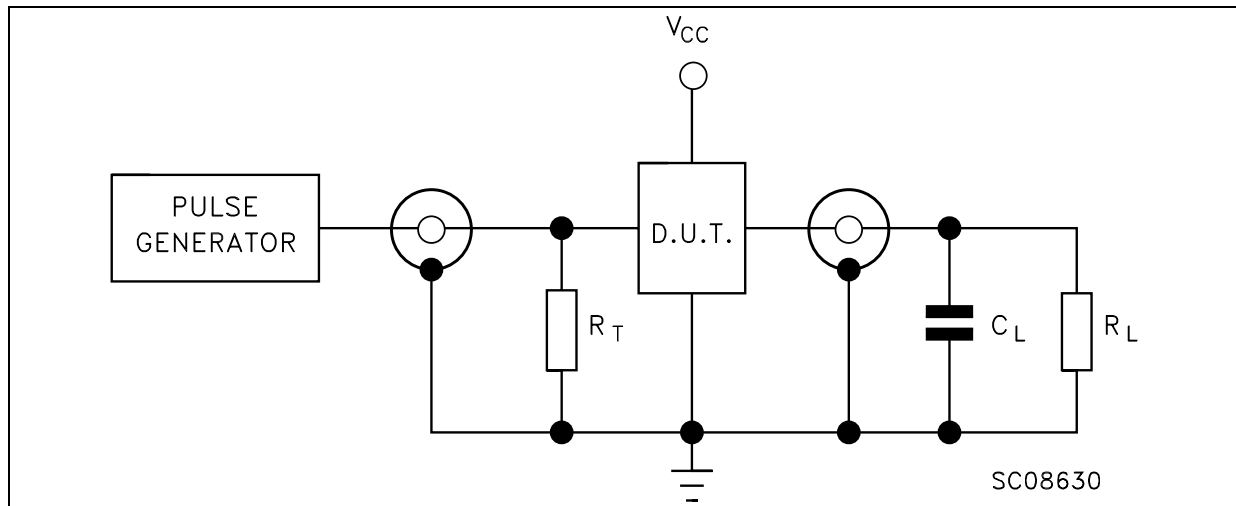 VCC
PULSE
GENERATOR
D.U.T.
RT
CL
RL
SC08630